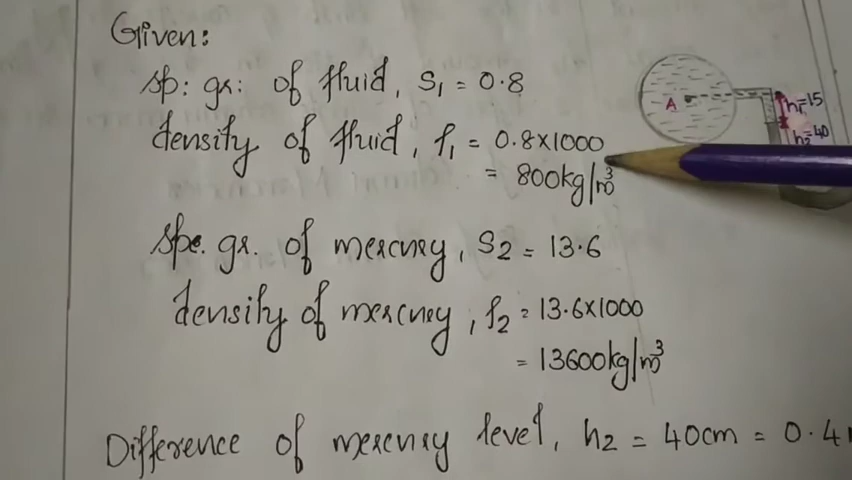 Given:
sp: gr: of fluid, S1 = 0.8
density of fluid, ρ1 = 0.8x1000
= 800kg/m³
spe. gr. of mercury, S2 = 13.6
density of mercury, ρ2 = 13.6x1000
= 13600kg/m³
Difference of mercury level, h2 = 40cm = 0.4
A
h1=15
h2=40